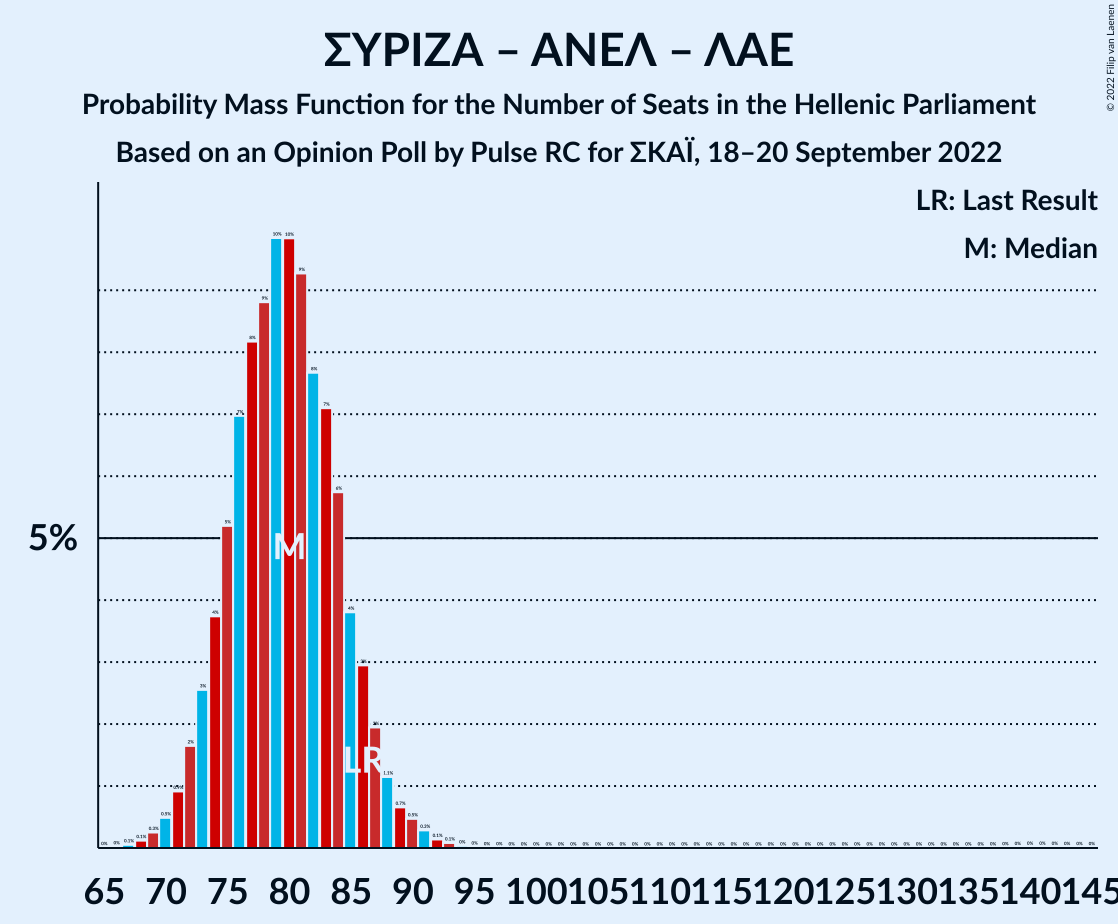 ΣΥΡΙΖΑ – ΑΝΕΛ – ΛΑΕ
Probability Mass Function for the Number of Seats in the Hellenic Parliament
Based on an Opinion Poll by Pulse RC for ΣΚΑΪ, 18–20 September 2022
© 2022 Filip van Laenen
LR: Last Result
M: Median
5%
M
LR
65 70 75 80 85 90 95 100 105 110 115 120 125 130 135 140 145